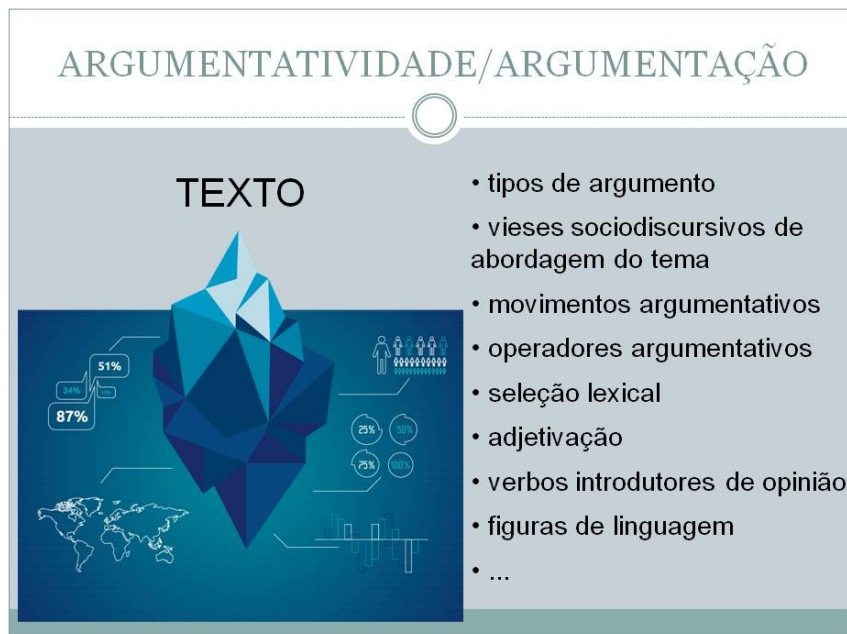 ARGUMENTATIVIDADE/ARGUMENTAÇÃO
TEXTO
51%
34%
87%
25%
50%
75%
100%
• tipos de argumento
• vieses sociodiscursivos de
abordagem do tema
• movimentos argumentativos
• operadores argumentativos
• seleção lexical
• adjetivação
• verbos introdutores de opinião
• figuras de linguagem
• ...